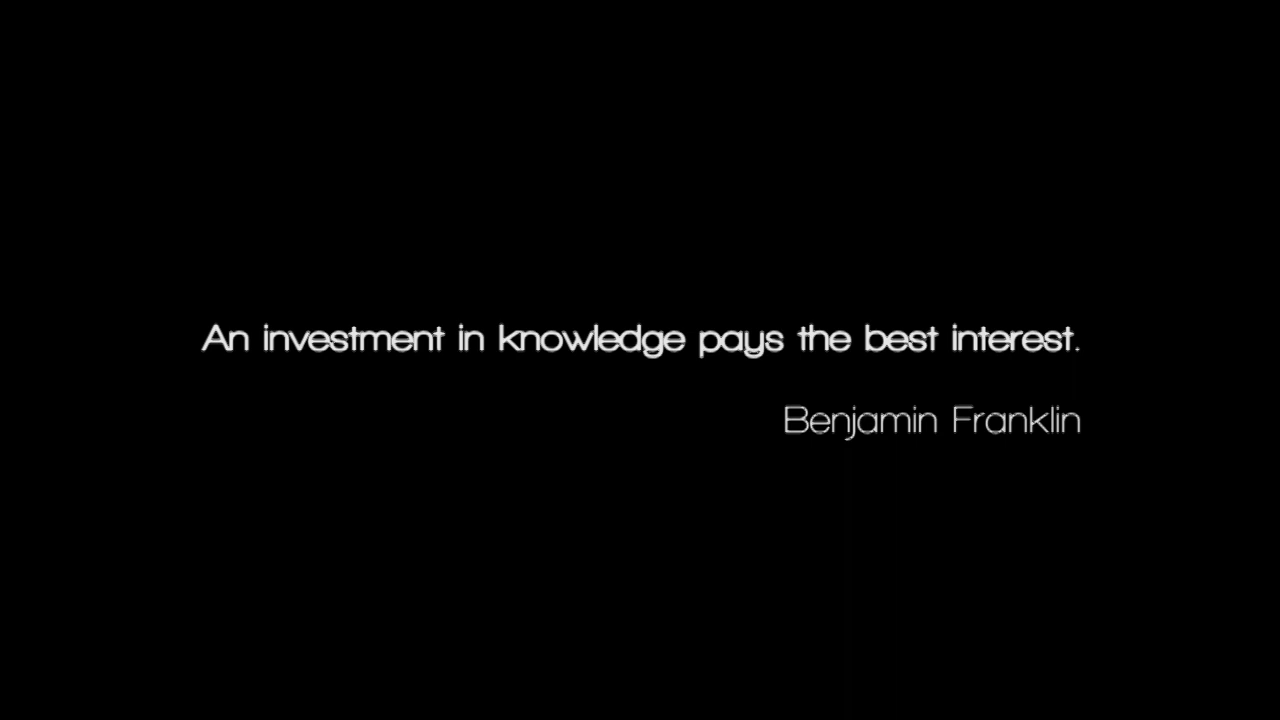 An investment in knowledge pays the best interest.
Benjamin Franklin